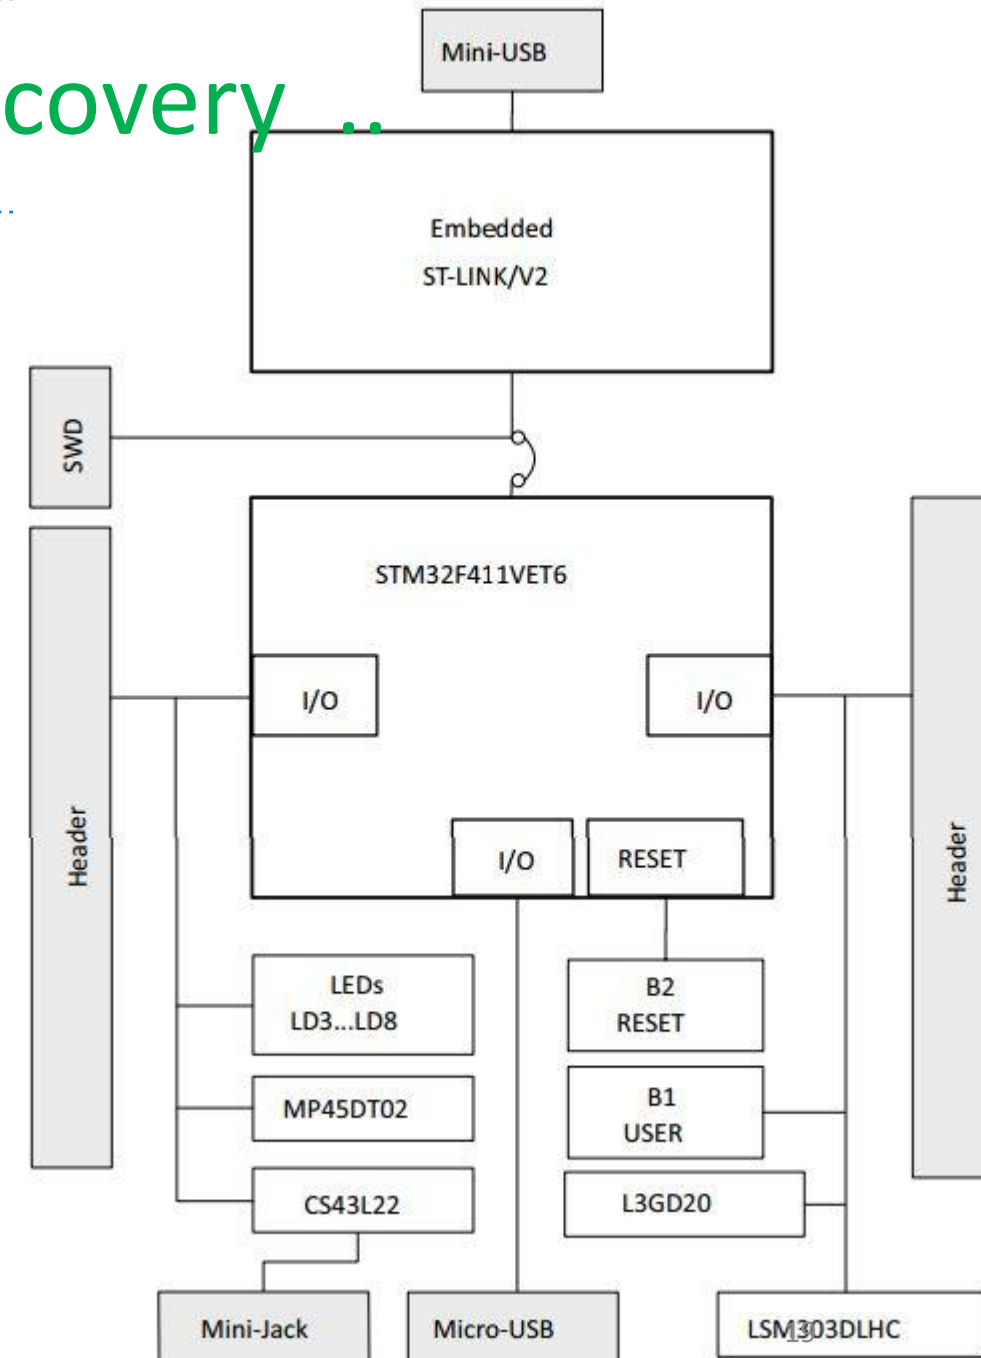 Mini-USB
covery ..
..
Embedded
ST-LINK/V2
SWD
STM32F411VET6
I/O
I/O
Header
Header
I/O
RESET
LEDs
LD3...LD8
B2
RESET
MP45DT02
B1
USER
CS43L22
L3GD20
Mini-Jack
Micro-USB
LSM303DLHC
19